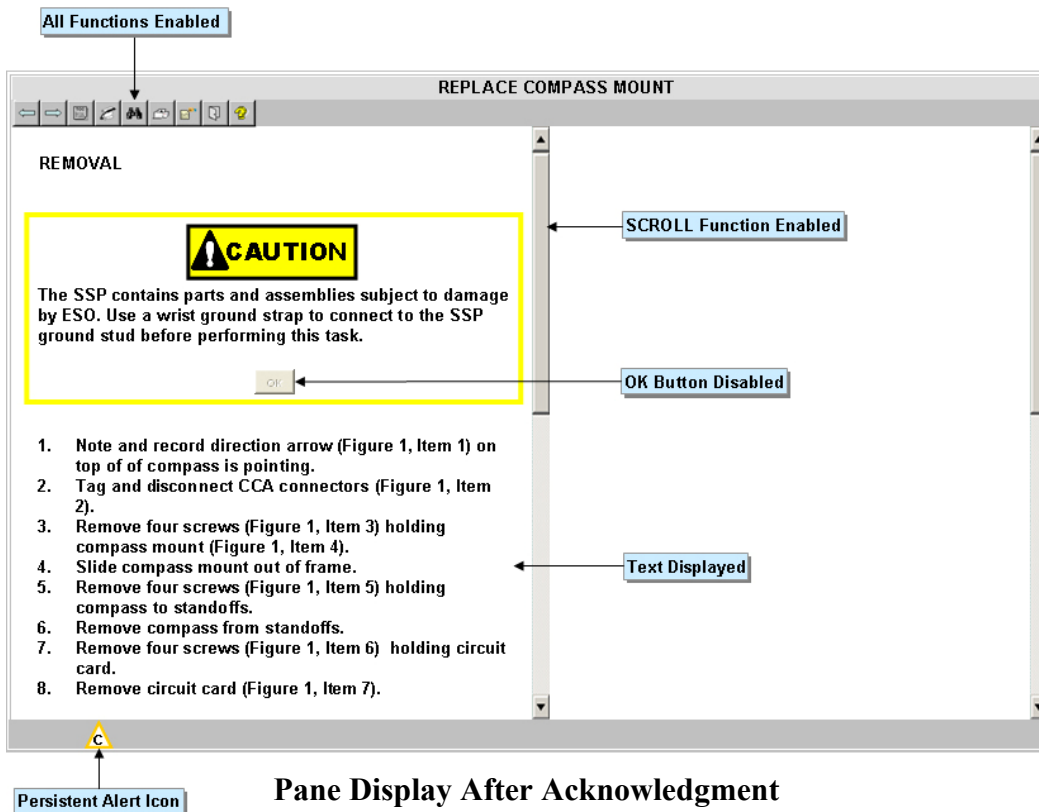 All Functions Enabled
REPLACE COMPASS MOUNT
REMOVAL
CAUTION
The SSP contains parts and assemblies subject to damage
by ESO. Use a wrist ground strap to connect to the SSP
ground stud before performing this task.
OK
SCROLL Function Enabled
OK Button Disabled
1. Note and record direction arrow (Figure 1, Item 1) on
top of of compass is pointing.
2. Tag and disconnect CCA connectors (Figure 1, Item
2).
3. Remove four screws (Figure 1, Item 3) holding
compass mount (Figure 1, Item 4).
4. Slide compass mount out of frame.
5. Remove four screws (Figure 1, Item 5) holding
compass to standoffs.
6. Remove compass from standoffs.
7. Remove four screws (Figure 1, Item 6) holding circuit
card.
8. Remove circuit card (Figure 1, Item 7).
Text Displayed
C
Persistent Alert Icon
Pane Display After Acknowledgment